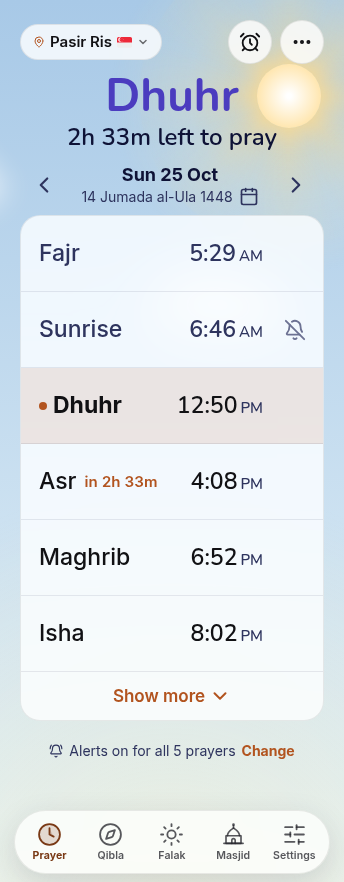 Pasir Ris 🇸🇬
Dhuhr
2h 33m left to pray
Sun 25 Oct
14 Jumada al-Ula 1448
Fajr 5:29 AM
Sunrise 6:46 AM
Dhuhr 12:50 PM
Asr in 2h 33m 4:08 PM
Maghrib 6:52 PM
Isha 8:02 PM
Show more
Alerts on for all 5 prayers Change
Prayer Qibla Falak Masjid Settings